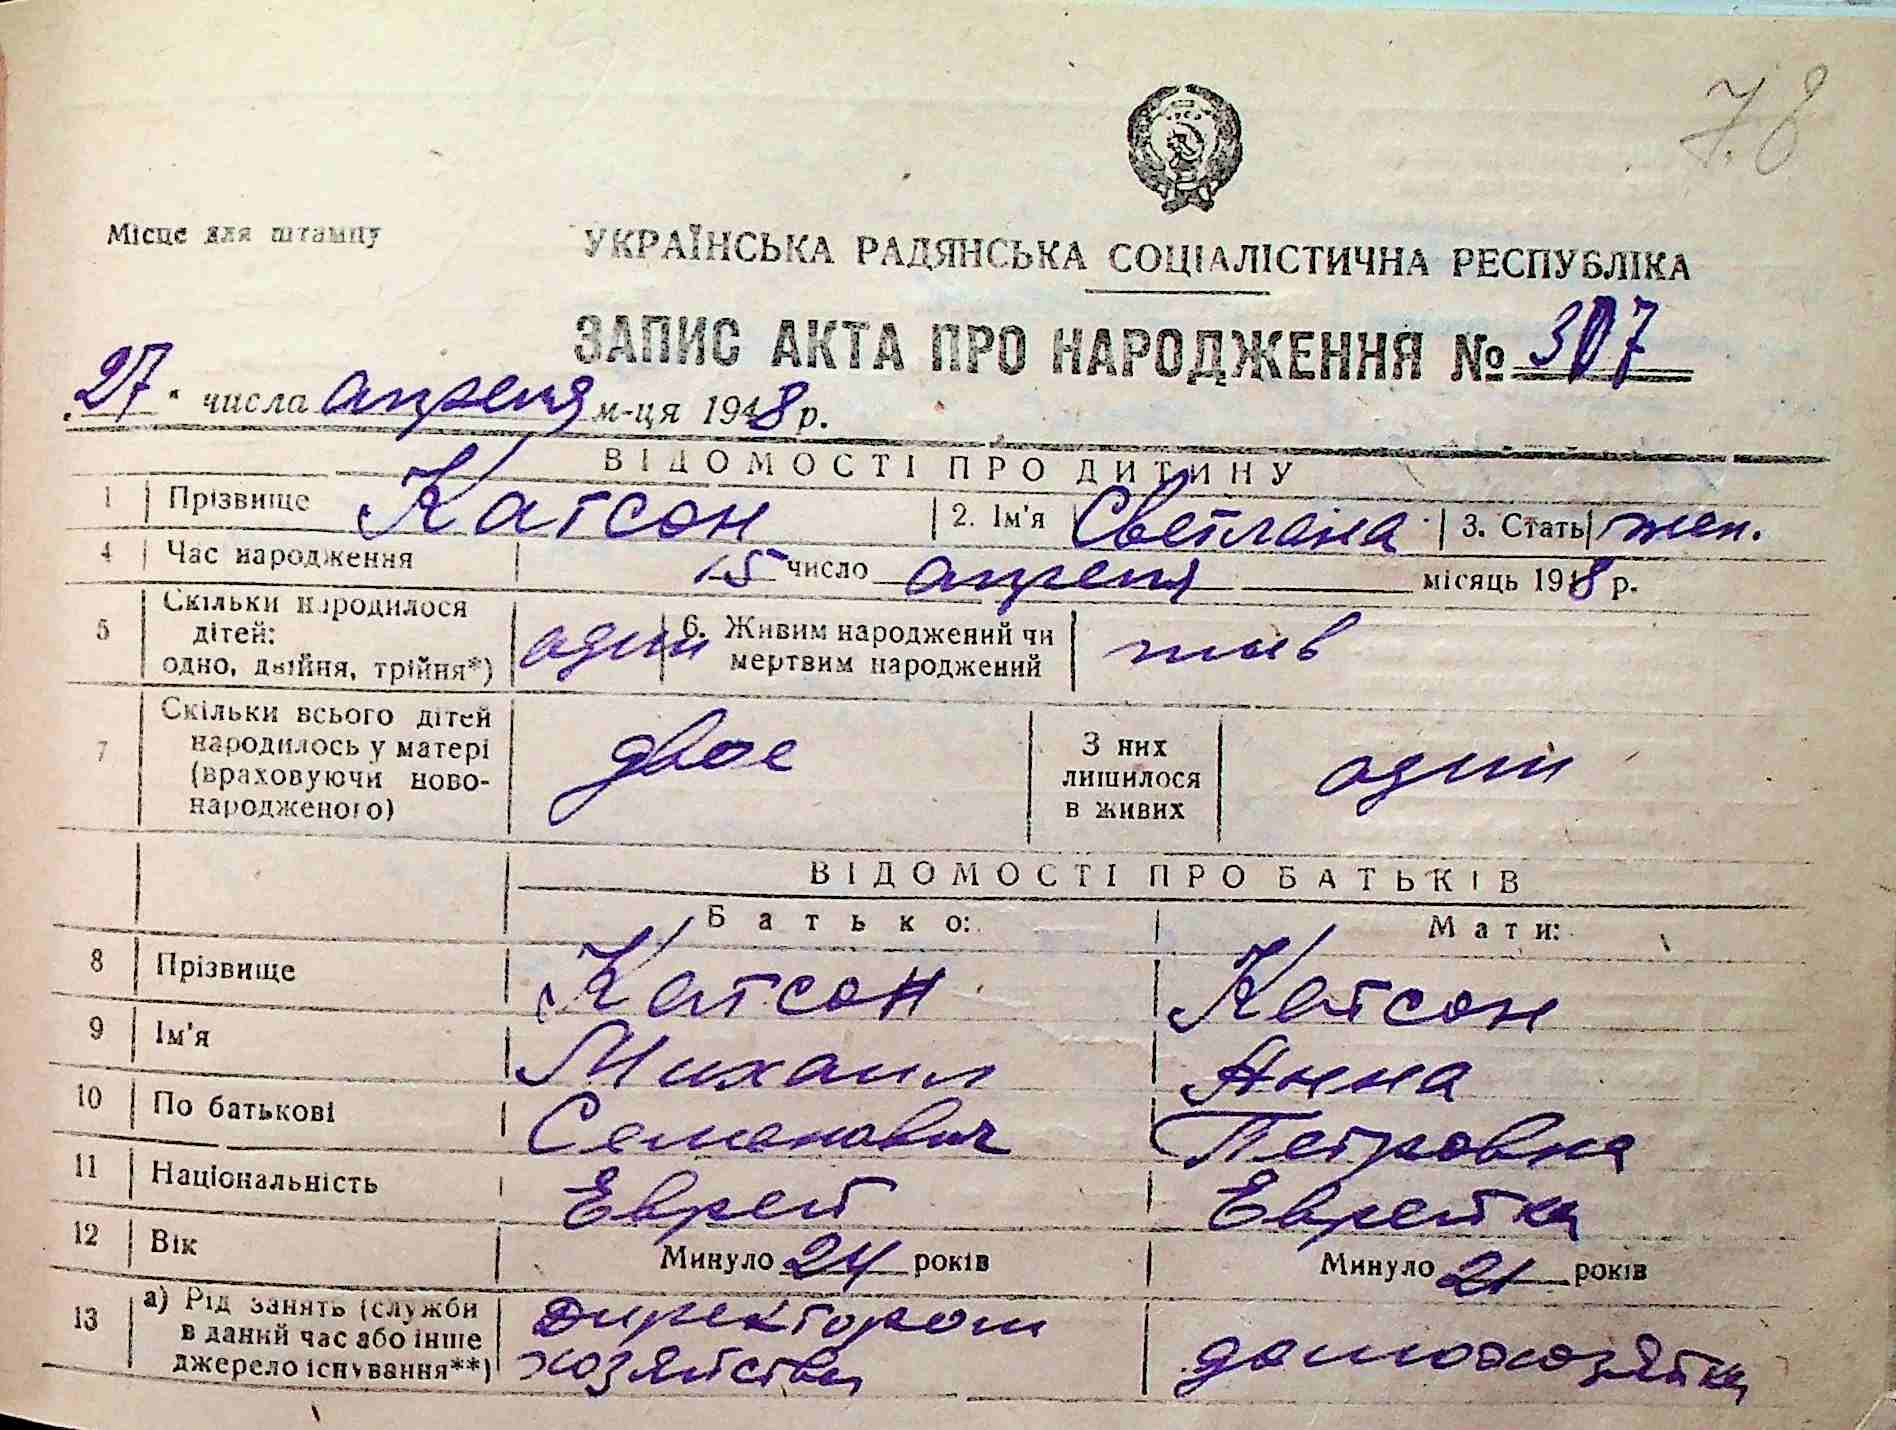 78
Місце для штампу
УКРАЇНСЬКА РАДЯНСЬКА СОЦІАЛІСТИЧНА РЕСПУБЛІКА
ЗАПИС АКТА ПРО НАРОДЖЕННЯ № 307
„27" числа апреля м-ця 1948 р.
ВІДОМОСТІ ПРО ДИТИНУ
1 Прізвище Катсон 2. Ім'я Светлана 3. Стать жен.
4 Час народження 15 число апреля місяць 1948 р.
5 Скільки народилося дітей: одно, двійня, трійня*) один 6. Живим народжений чи мертвим народжений жив
7 Скільки всього дітей народилось у матері (враховуючи новонародженого) двое З них лишилося в живих один
ВІДОМОСТІ ПРО БАТЬКІВ
Батько: Мати:
8 Прізвище Катсон Катсон
9 Ім'я Михаил Анна
10 По батькові Семенович Петровна
11 Національність Еврей Еврейка
12 Вік Минуло 24 років Минуло 21 років
13 а) Рід занять (служби в даний час або інше джерело існування**) Директором хозяйства домохозяйка